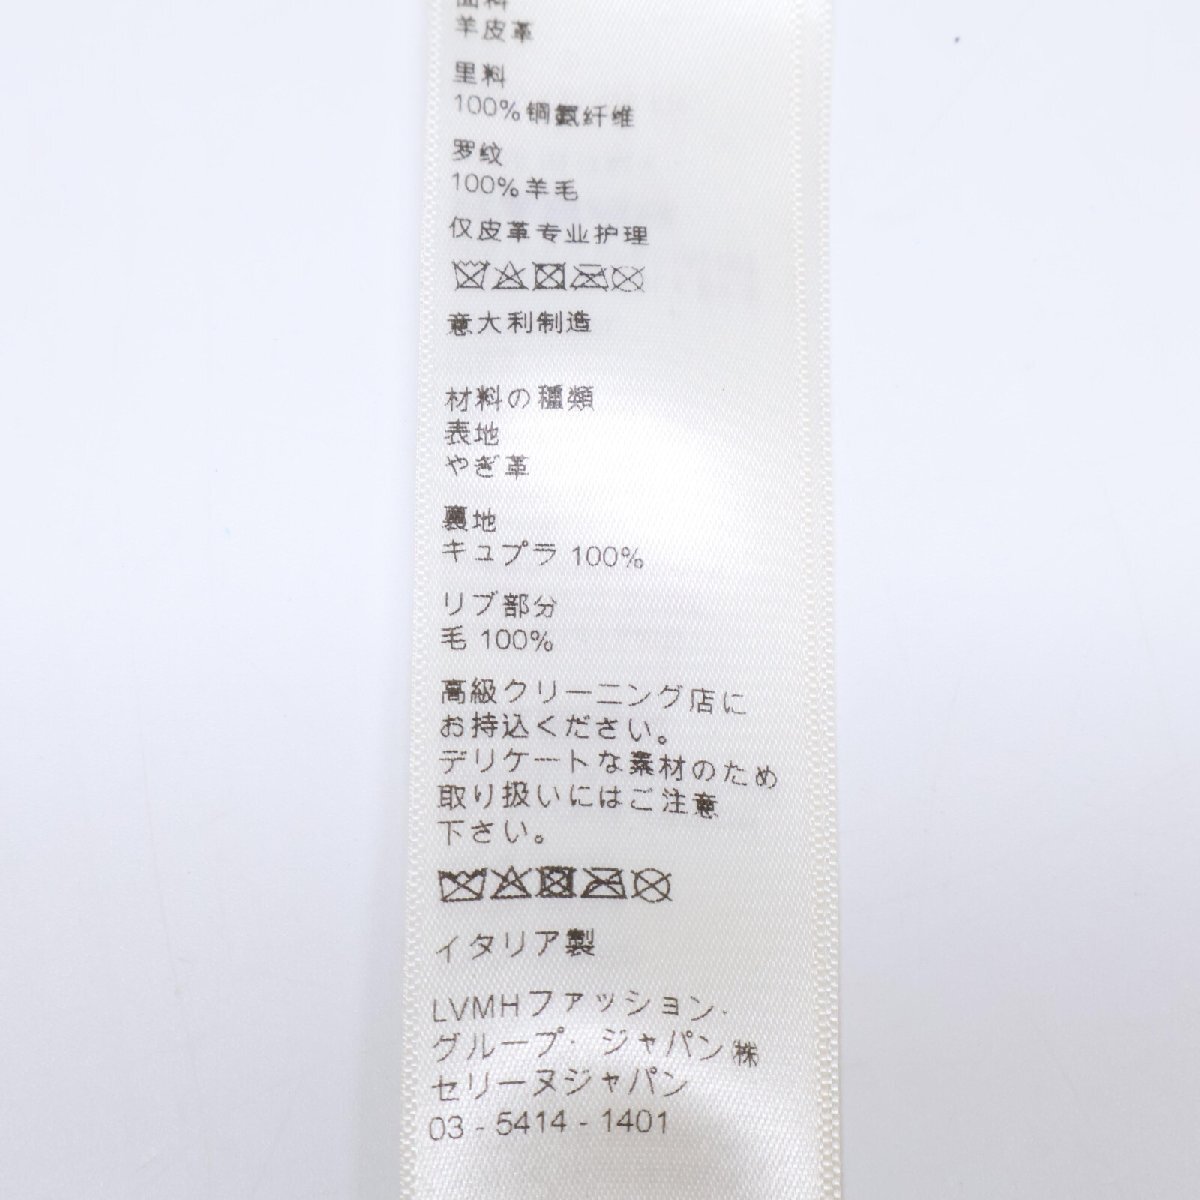 面料
羊皮革
里料
100%铜氨纤维
罗纹
100%羊毛
仅皮革专业护理
意大利制造
材料の種類
表地
やぎ革
裏地
キュプラ 100%
リブ部分
毛 100%
高級クリーニング店に
お持込ください。
デリケートな素材のため
取り扱いにはご注意
下さい。
イタリア製
LVMHファッション·
グループ· ジャパン㈱
セリーヌジャパン
03 - 5414 - 1401